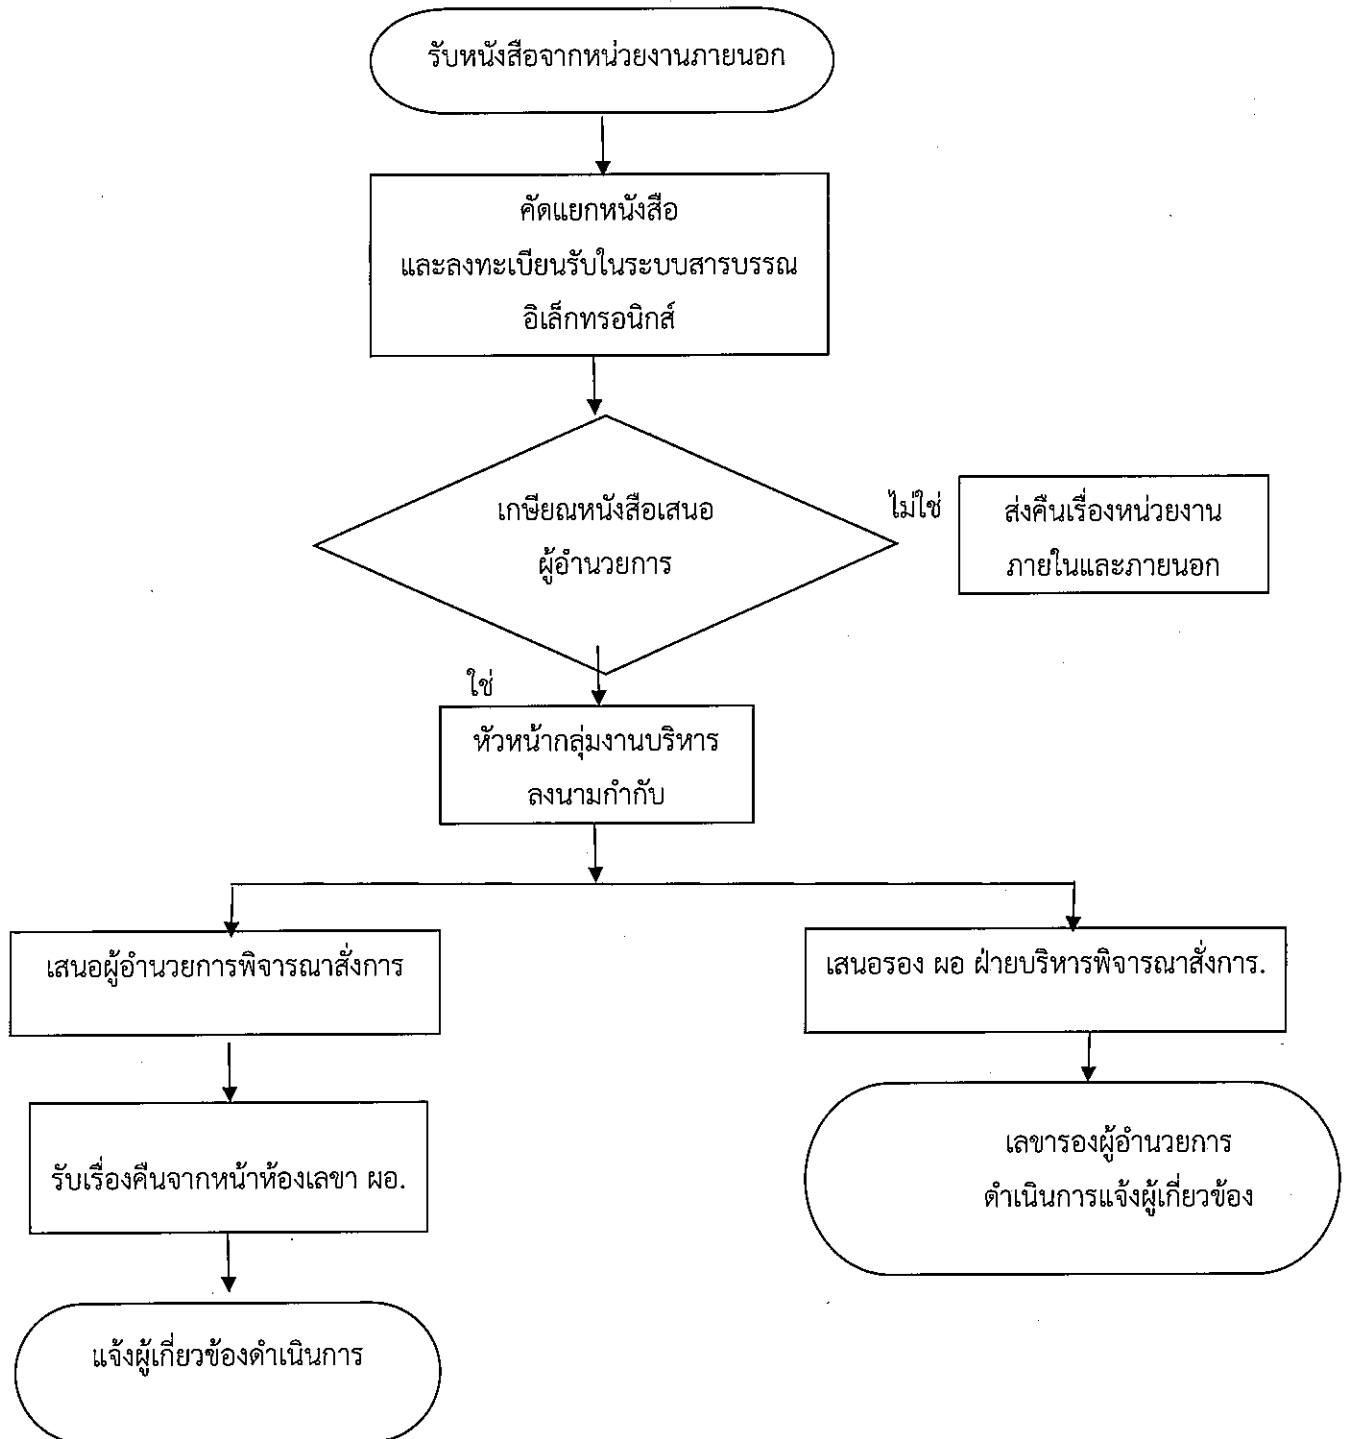 รับหนังสือจากหน่วยงานภายนอก
คัดแยกหนังสือ
และลงทะเบียนรับในระบบสารบรรณ
อิเล็กทรอนิกส์
เกษียณหนังสือเสนอ
ผู้อำนวยการ
ไม่ใช่
ส่งคืนเรื่องหน่วยงาน
ภายในและภายนอก
ใช่
หัวหน้ากลุ่มงานบริหาร
ลงนามกำกับ
เสนอผู้อำนวยการพิจารณาสั่งการ
เสนอรอง ผอ ฝ่ายบริหารพิจารณาสั่งการ.
รับเรื่องคืนจากหน้าห้องเลขา ผอ.
เลขารองผู้อำนวยการ
ดำเนินการแจ้งผู้เกี่ยวข้อง
แจ้งผู้เกี่ยวข้องดำเนินการ